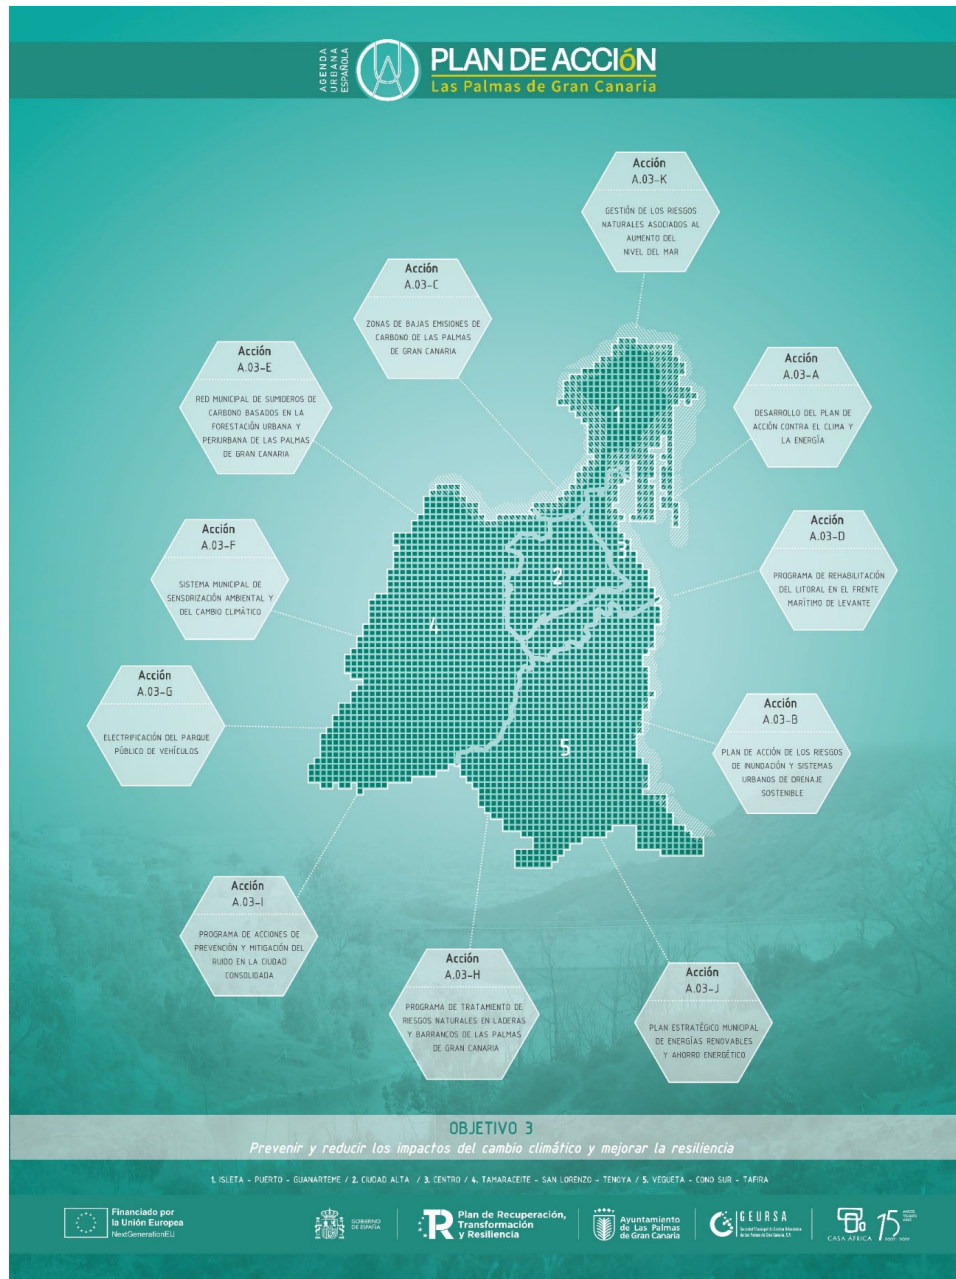 AGENDA
URBANA
ESPAÑOLA
PLAN DE ACCIÓN
Las Palmas de Gran Canaria
Acción
A.03-K
GESTIÓN DE LOS RIESGOS
NATURALES ASOCIADOS AL
AUMENTO DEL
NIVEL DEL MAR
Acción
A.03-C
ZONAS DE BAJAS EMISIONES DE
CARBONO DE LAS PALMAS
DE GRAN CANARIA
Acción
A.03-E
RED MUNICIPAL DE SUMIDEROS DE
CARBONO BASADOS EN LA
FORESTACIÓN URBANA Y
PERIURBANA DE LAS PALMAS
DE GRAN CANARIA
Acción
A.03-A
DESARROLLO DEL PLAN DE
ACCIÓN CONTRA EL CLIMA Y
LA ENERGÍA
Acción
A.03-F
SISTEMA MUNICIPAL DE
SENSORIZACIÓN AMBIENTAL Y
DEL CAMBIO CLIMÁTICO
Acción
A.03-D
PROGRAMA DE REHABILITACIÓN
DEL LITORAL EN EL FRENTE
MARÍTIMO DE LEVANTE
Acción
A.03-G
ELECTRIFICACIÓN DEL PARQUE
PÚBLICO DE VEHÍCULOS
Acción
A.03-B
PLAN DE ACCIÓN DE LOS RIESGOS
DE INUNDACIÓN Y SISTEMAS
URBANOS DE DRENAJE
SOSTENIBLE
1
2
3
4
5
Acción
A.03-I
PROGRAMA DE ACCIONES DE
PREVENCIÓN Y MITIGACIÓN DEL
RUIDO EN LA CIUDAD
CONSOLIDADA
Acción
A.03-H
PROGRAMA DE TRATAMIENTO DE
RIESGOS NATURALES EN LADERAS
Y BARRANCOS DE LAS PALMAS
DE GRAN CANARIA
Acción
A.03-J
PLAN ESTRATÉGICO MUNICIPAL
DE ENERGÍAS RENOVABLES
Y AHORRO ENERGÉTICO
OBJETIVO 3
Prevenir y reducir los impactos del cambio climático y mejorar la resiliencia
1. ISLETA - PUERTO - GUANARTEME / 2. CIUDAD ALTA / 3. CENTRO / 4. TAMARACEITE - SAN LORENZO - TENOYA / 5. VEGUETA - CONO SUR - TAFIRA
Financiado por
la Unión Europea
NextGenerationEU
GOBIERNO
DE ESPAÑA
R
Plan de Recuperación,
Transformación
y Resiliencia
Ayuntamiento
de Las Palmas
de Gran Canaria
GEURSA
CASA ÁFRICA
15